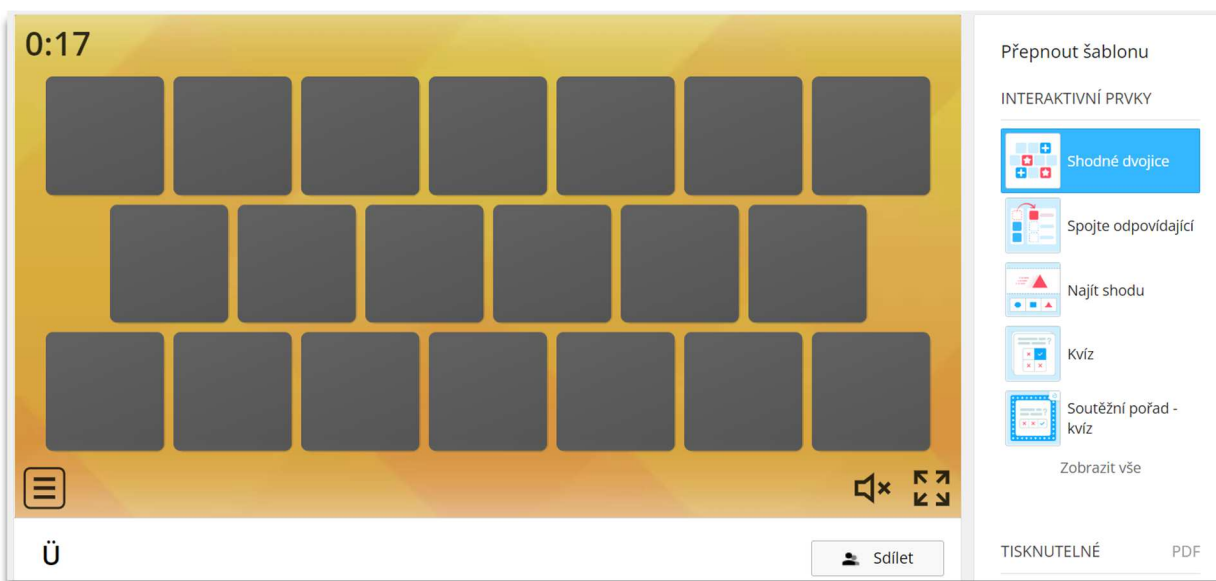 0:17
Ü
Sdílet
Přepnout šablonu
INTERAKTIVNÍ PRVKY
Shodné dvojice
Spojte odpovídající
Najít shodu
Kvíz
Soutěžní pořad -
kvíz
Zobrazit vše
TISKNUTELNÉ PDF